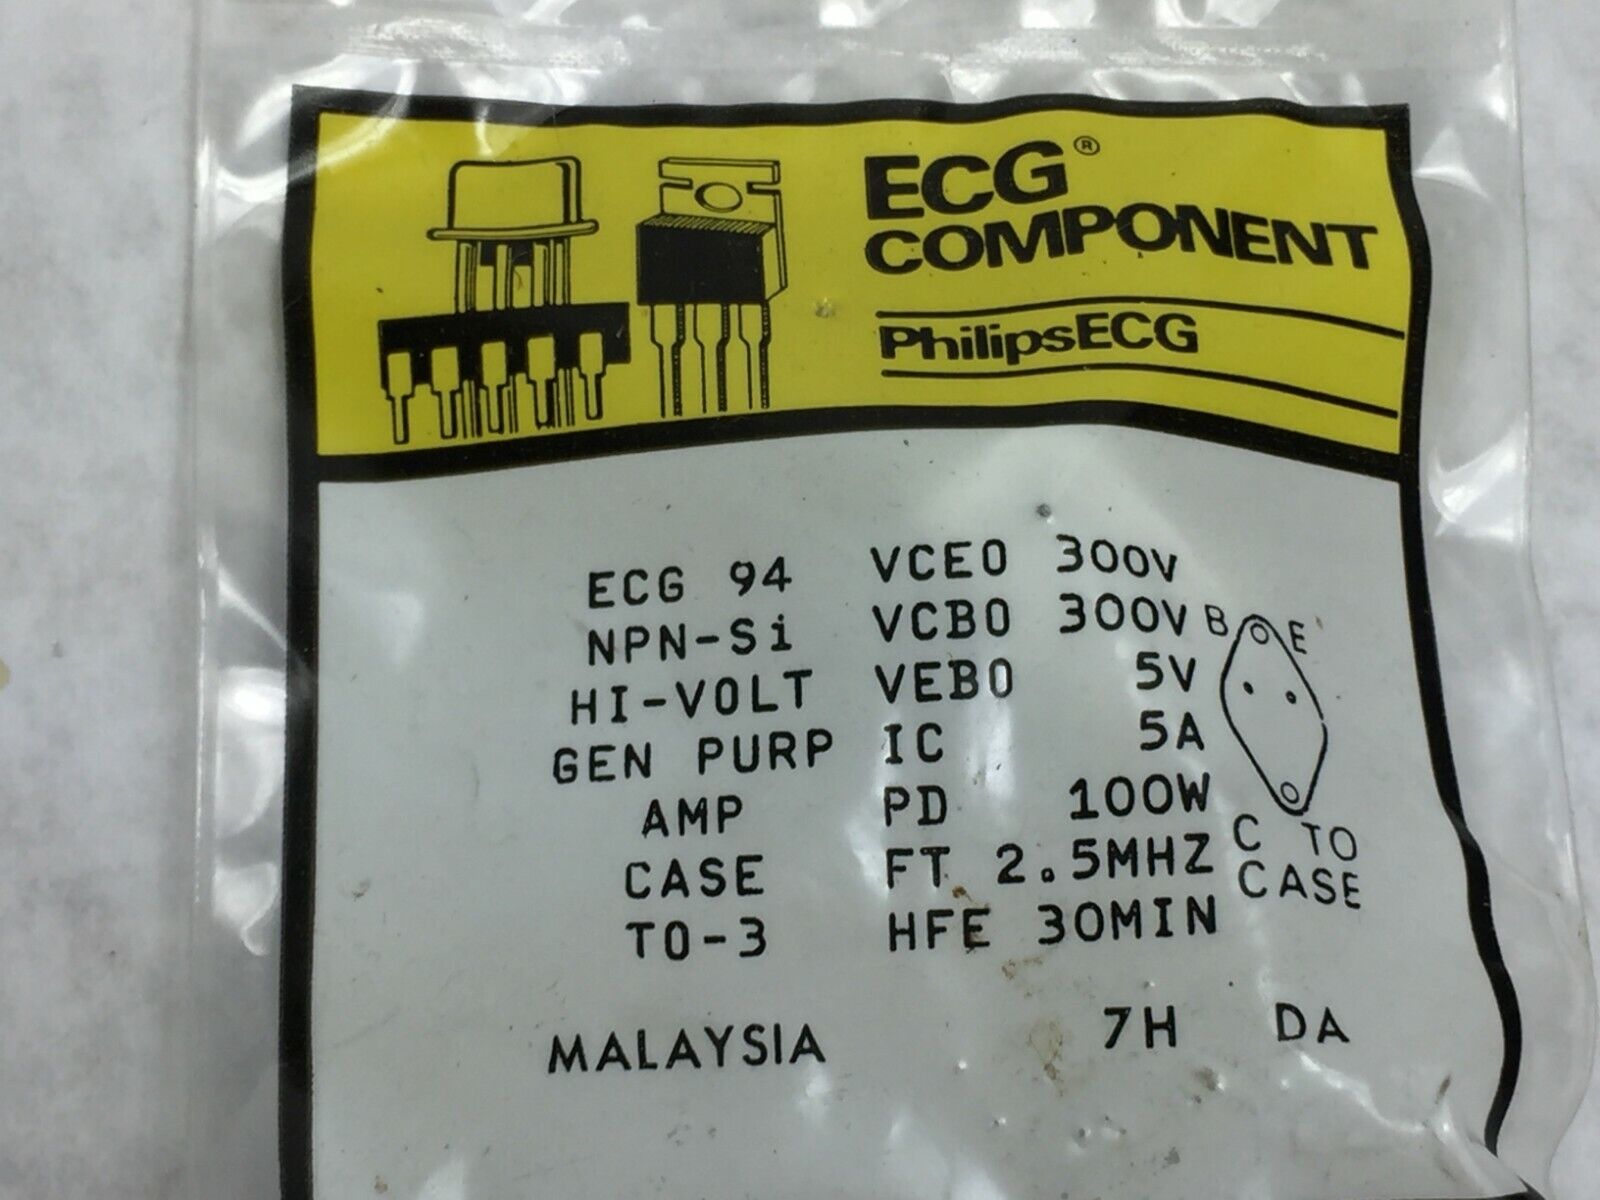 ECG®
COMPONENT
PhilipsECG
ECG 94 VCEO 300V
NPN-Si VCBO 300V B E
HI-VOLT VEBO 5V
GEN PURP IC 5A
AMP PD 100W
CASE FT 2.5MHZ C TO
TO-3 HFE 30MIN CASE
MALAYSIA 7H DA